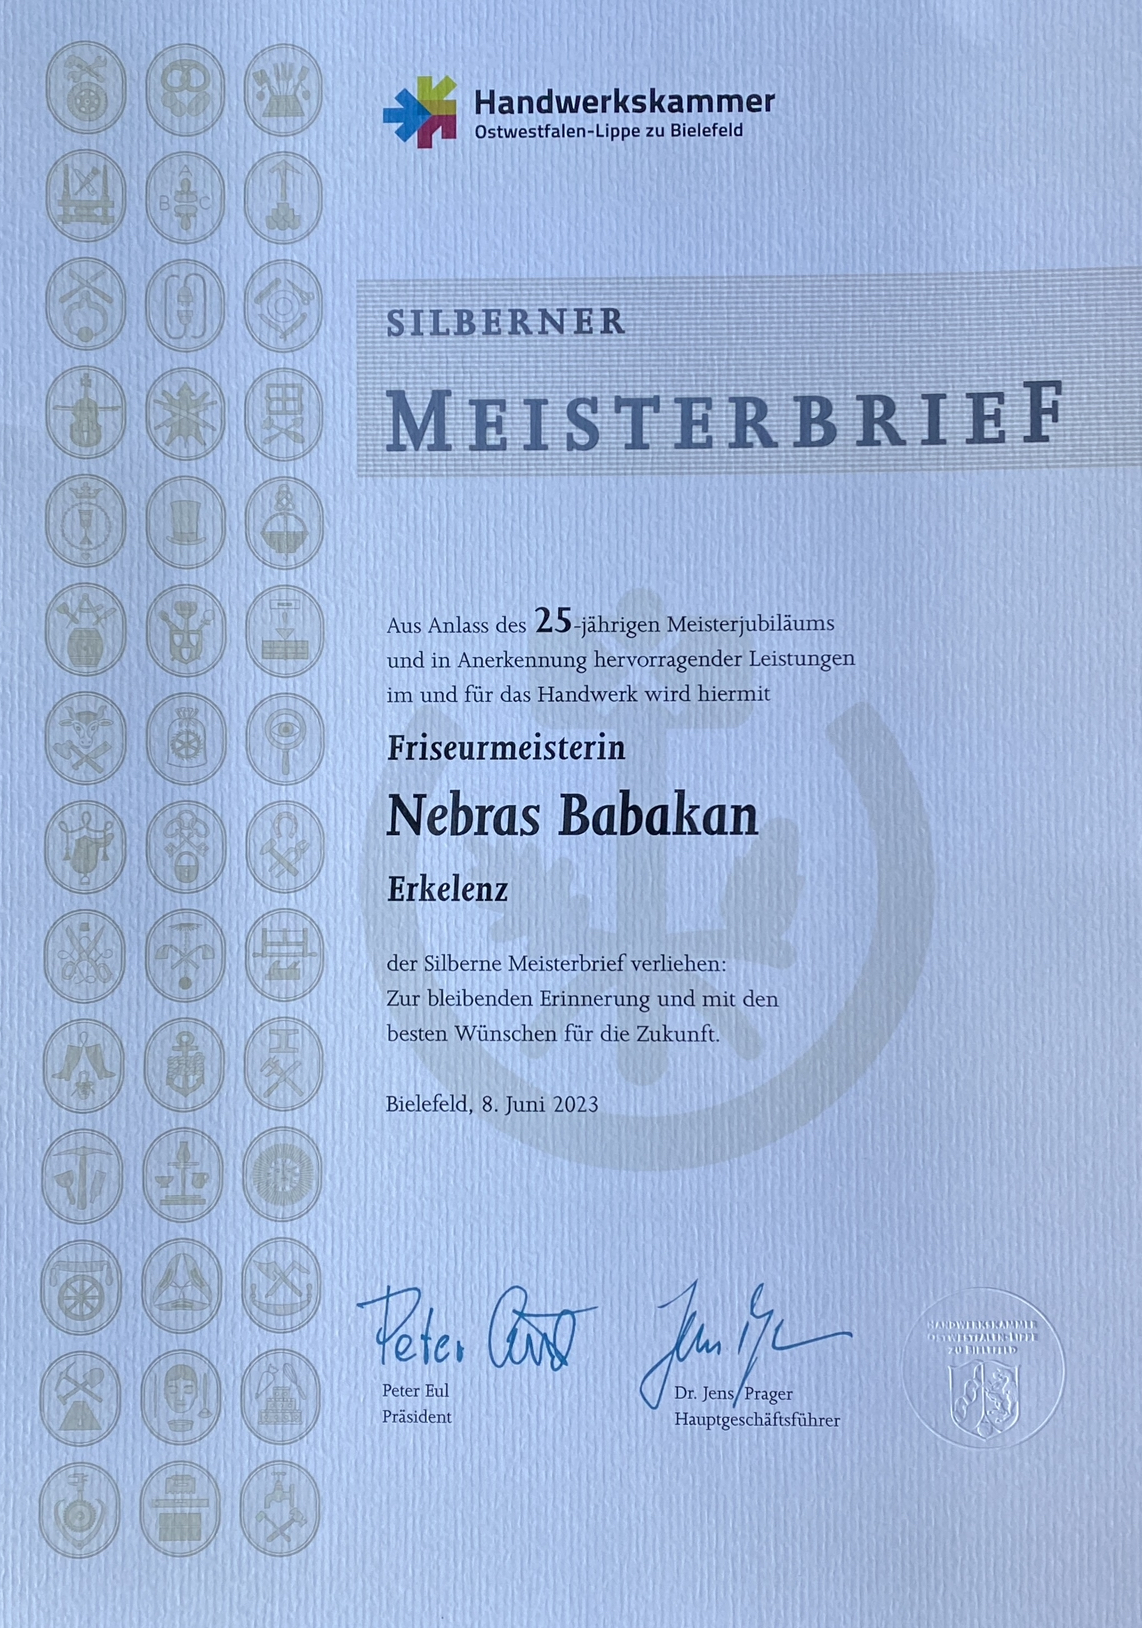 Handwerkskammer
Ostwestfalen-Lippe zu Bielefeld
A
B C
SILBERNER
MEISTERBRIEF
Aus Anlass des 25-jährigen Meisterjubiläums
und in Anerkennung hervorragender Leistungen
im und für das Handwerk wird hiermit
Friseurmeisterin
Nebras Babakan
Erkelenz
der Silberne Meisterbrief verliehen:
Zur bleibenden Erinnerung und mit den
besten Wünschen für die Zukunft.
Bielefeld, 8. Juni 2023
Peter Eul
Präsident
Dr. Jens Prager
Hauptgeschäftsführer
HANDWERKSKAMMER
OSTWESTFALEN-LIPPE
ZU BIELEFELD